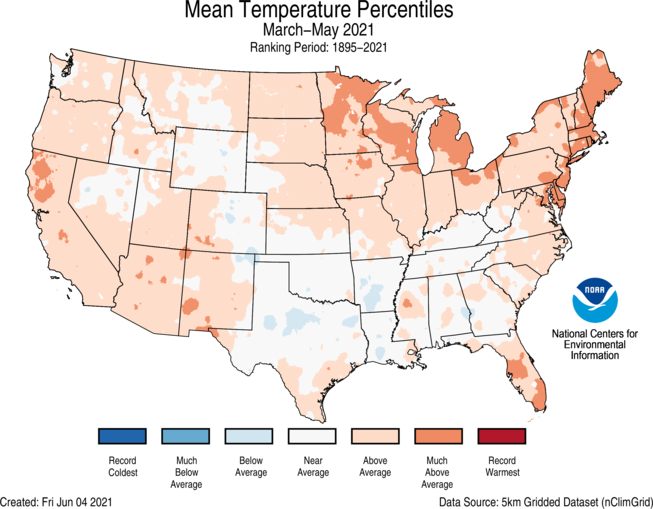 Mean Temperature Percentiles
March–May 2021
Ranking Period: 1895–2021
NOAA
National Centers for
Environmental
Information
Record
Coldest
Much
Below
Average
Below
Average
Near
Average
Above
Average
Much
Above
Average
Record
Warmest
Created: Fri Jun 04 2021
Data Source: 5km Gridded Dataset (nClimGrid)